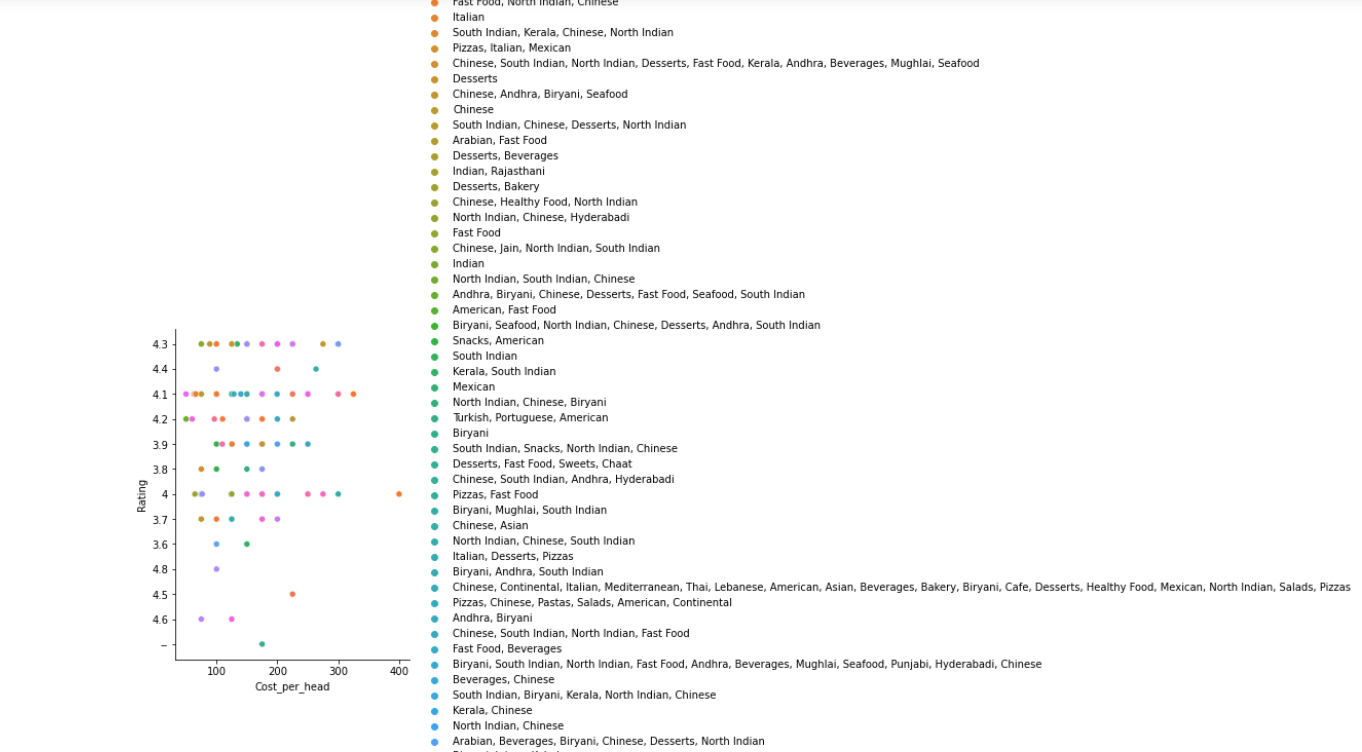 Fast Food, North Indian, Chinese
Italian
South Indian, Kerala, Chinese, North Indian
Pizzas, Italian, Mexican
Chinese, South Indian, North Indian, Desserts, Fast Food, Kerala, Andhra, Beverages, Mughlai, Seafood
Desserts
Chinese, Andhra, Biryani, Seafood
Chinese
South Indian, Chinese, Desserts, North Indian
Arabian, Fast Food
Desserts, Beverages
Indian, Rajasthani
Desserts, Bakery
Chinese, Healthy Food, North Indian
North Indian, Chinese, Hyderabadi
Fast Food
Chinese, Jain, North Indian, South Indian
Indian
North Indian, South Indian, Chinese
Andhra, Biryani, Chinese, Desserts, Fast Food, Seafood, South Indian
American, Fast Food
Biryani, Seafood, North Indian, Chinese, Desserts, Andhra, South Indian
Snacks, American
South Indian
Kerala, South Indian
Mexican
North Indian, Chinese, Biryani
Turkish, Portuguese, American
Biryani
South Indian, Snacks, North Indian, Chinese
Desserts, Fast Food, Sweets, Chaat
Chinese, South Indian, Andhra, Hyderabadi
Pizzas, Fast Food
Biryani, Mughlai, South Indian
Chinese, Asian
North Indian, Chinese, South Indian
Italian, Desserts, Pizzas
Biryani, Andhra, South Indian
Chinese, Continental, Italian, Mediterranean, Thai, Lebanese, American, Asian, Beverages, Bakery, Biryani, Cafe, Desserts, Healthy Food, Mexican, North Indian, Salads, Pizzas
Pizzas, Chinese, Pastas, Salads, American, Continental
Andhra, Biryani
Chinese, South Indian, North Indian, Fast Food
Fast Food, Beverages
Biryani, South Indian, North Indian, Fast Food, Andhra, Beverages, Mughlai, Seafood, Punjabi, Hyderabadi, Chinese
Beverages, Chinese
South Indian, Biryani, Kerala, North Indian, Chinese
Kerala, Chinese
North Indian, Chinese
Arabian, Beverages, Biryani, Chinese, Desserts, North Indian
4.3
4.4
4.1
4.2
3.9
3.8
4
3.7
3.6
4.8
4.5
4.6
--
Rating
100 200 300 400
Cost_per_head